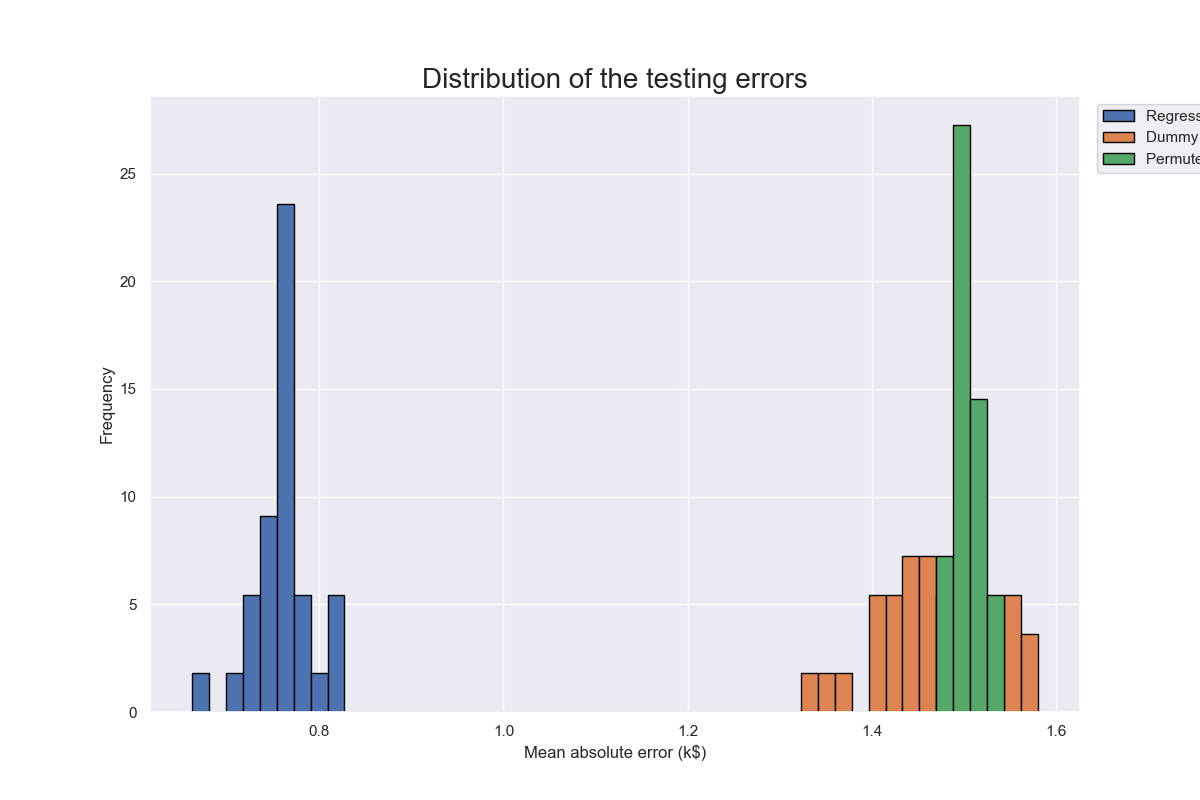 Distribution of the testing errors
Regress
Dummy
Permute
25
20
15
10
5
0
Frequency
0.8 1.0 1.2 1.4 1.6
Mean absolute error (k$)